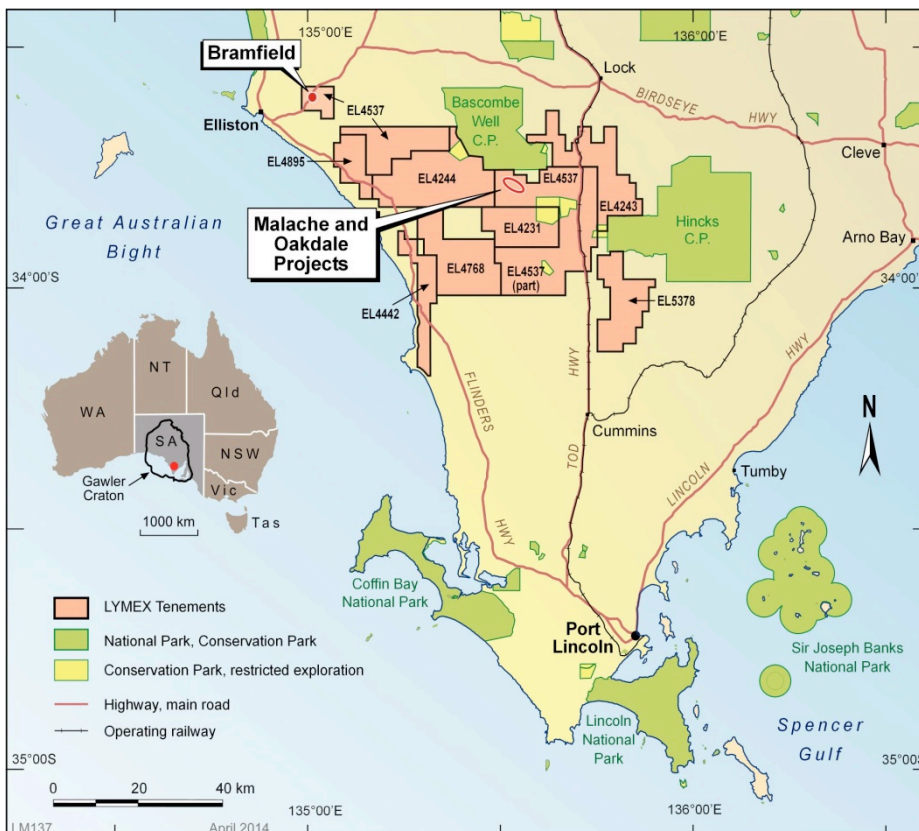 135°00'E
136°00'E
Bramfield
EL4537
Elliston
Lock
BIRDSEYE
HWY
Bascombe
Well
C.P.
Cleve
EL4895
EL4244
EL4537
EL4243
Great Australian
Bight
Malache and
Oakdale
Projects
EL4231
Hincks
C.P.
Arno Bay
34°00'S
EL4768
EL4537
(part)
34°00'S
EL4442
EL5378
HWY
HWY
NT
WA
Qld
SA
NSW
Vic
Tas
Gawler
Craton
1000 km
FLINDERS
HWY
TOD
Cummins
LINCOLN
N
Tumby
Coffin Bay
National Park
Port
Lincoln
Sir Joseph Banks
National Park
Lincoln
National
Park
Spencer
Gulf
LYMEX Tenements
National Park, Conservation Park
Conservation Park, restricted exploration
Highway, main road
Operating railway
35°00'S
35°00'S
0 20 40 km
135°00'E
136°00'E
LM137
April 2014